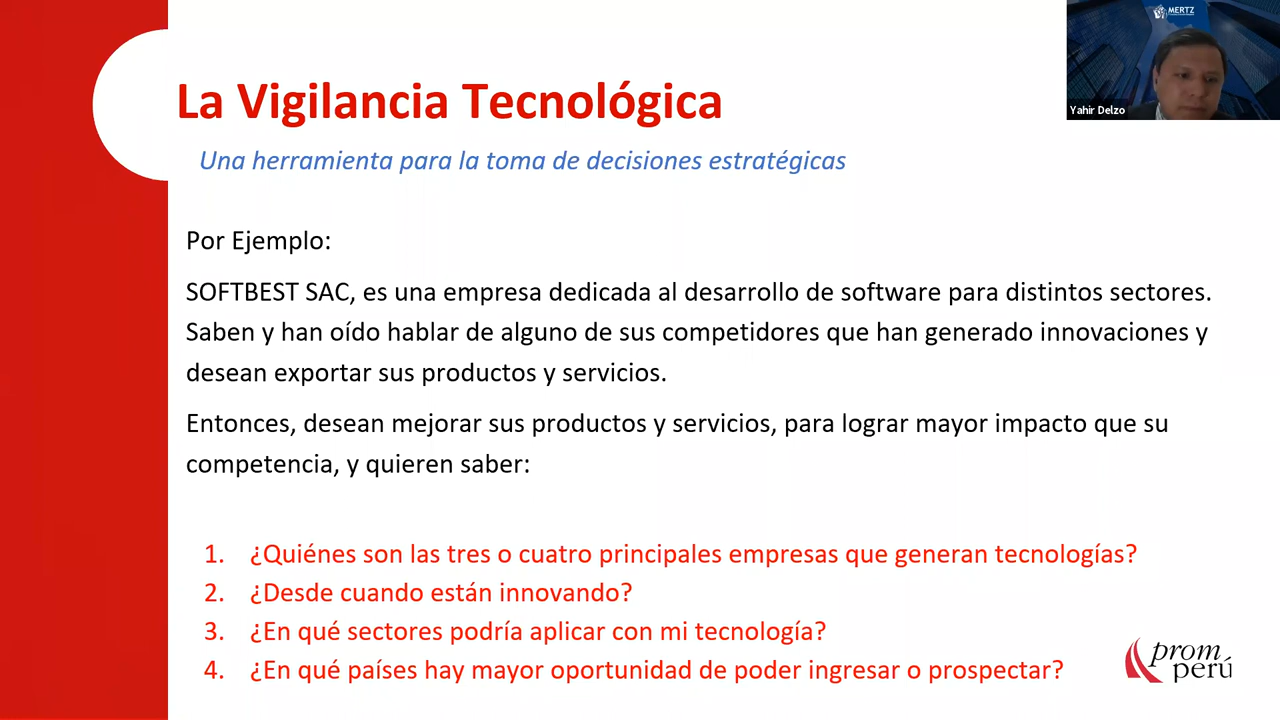 MERTZ
Yahir Delzo
La Vigilancia Tecnológica
Una herramienta para la toma de decisiones estratégicas
Por Ejemplo:
SOFTBEST SAC, es una empresa dedicada al desarrollo de software para distintos sectores.
Saben y han oído hablar de alguno de sus competidores que han generado innovaciones y
desean exportar sus productos y servicios.
Entonces, desean mejorar sus productos y servicios, para lograr mayor impacto que su
competencia, y quieren saber:
1. ¿Quiénes son las tres o cuatro principales empresas que generan tecnologías?
2. ¿Desde cuando están innovando?
3. ¿En qué sectores podría aplicar con mi tecnología?
4. ¿En qué países hay mayor oportunidad de poder ingresar o prospectar?
prom
perú